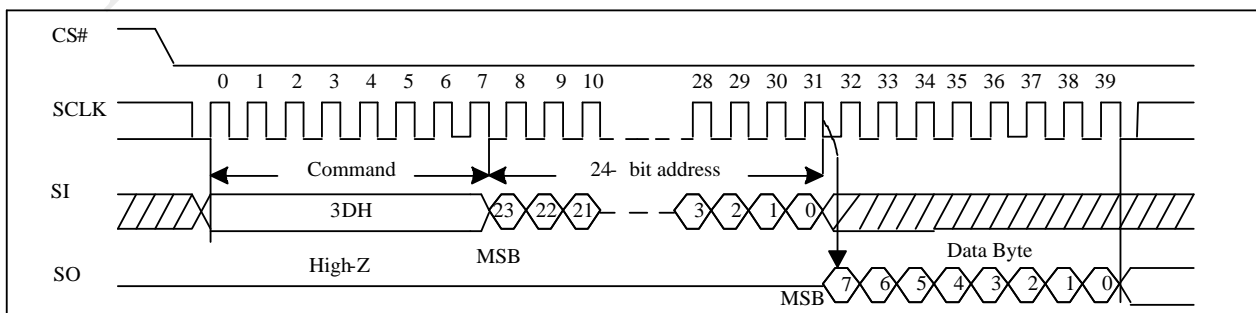 CS#
0 1 2 3 4 5 6 7 8 9 10 28 29 30 31 32 33 34 35 36 37 38 39
SCLK
Command 24- bit address
SI
3DH 23 22 21 3 2 1 0
High-Z MSB Data Byte
SO
MSB 7 6 5 4 3 2 1 0